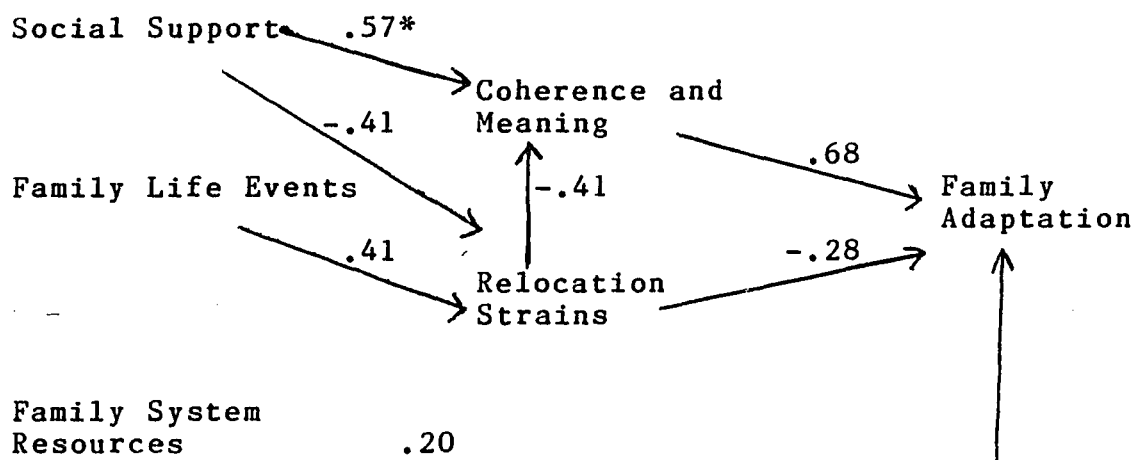 Social Support .57*
Coherence and
Meaning
-.41
.68
Family Life Events
-.41
Family
Adaptation
.41
-.28
Relocation
Strains
Family System
Resources .20